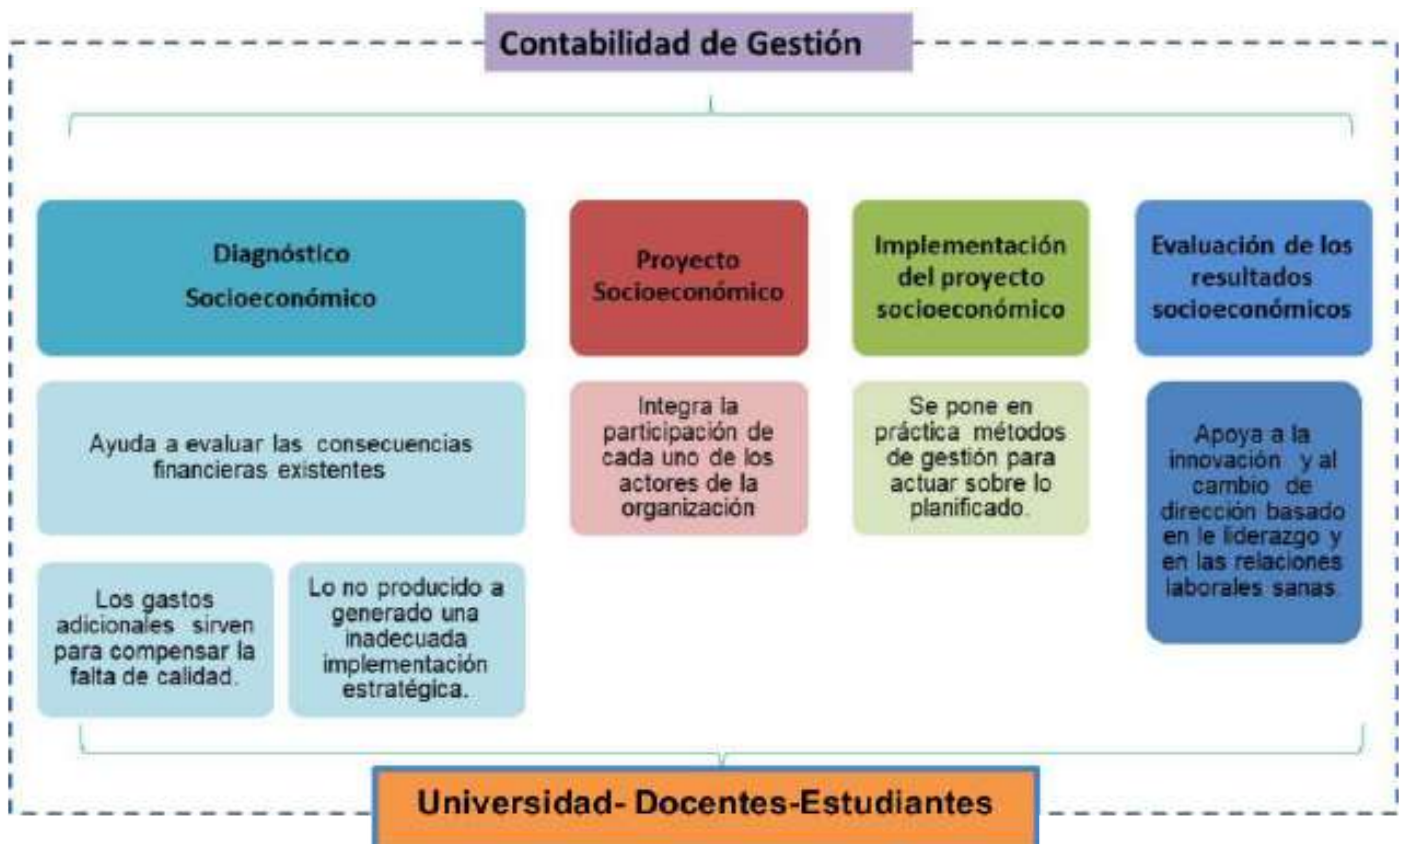 Contabilidad de Gestión
Diagnóstico
Socioeconómico
Proyecto
Socioeconómico
Implementación
del proyecto
socioeconómico
Evaluación de los
resultados
socioeconómicos
Ayuda a evaluar las consecuencias
financieras existentes
Integra la
participación de
cada uno de los
actores de la
organización
Se pone en
práctica métodos
de gestión para
actuar sobre lo
planificado.
Apoya a la
innovación y al
cambio de
dirección basado
en le liderazgo y
en las relaciones
laborales sanas.
Los gastos
adicionales sirven
para compensar la
falta de calidad.
Lo no producido a
generado una
inadecuada
implementación
estratégica.
Universidad- Docentes-Estudiantes